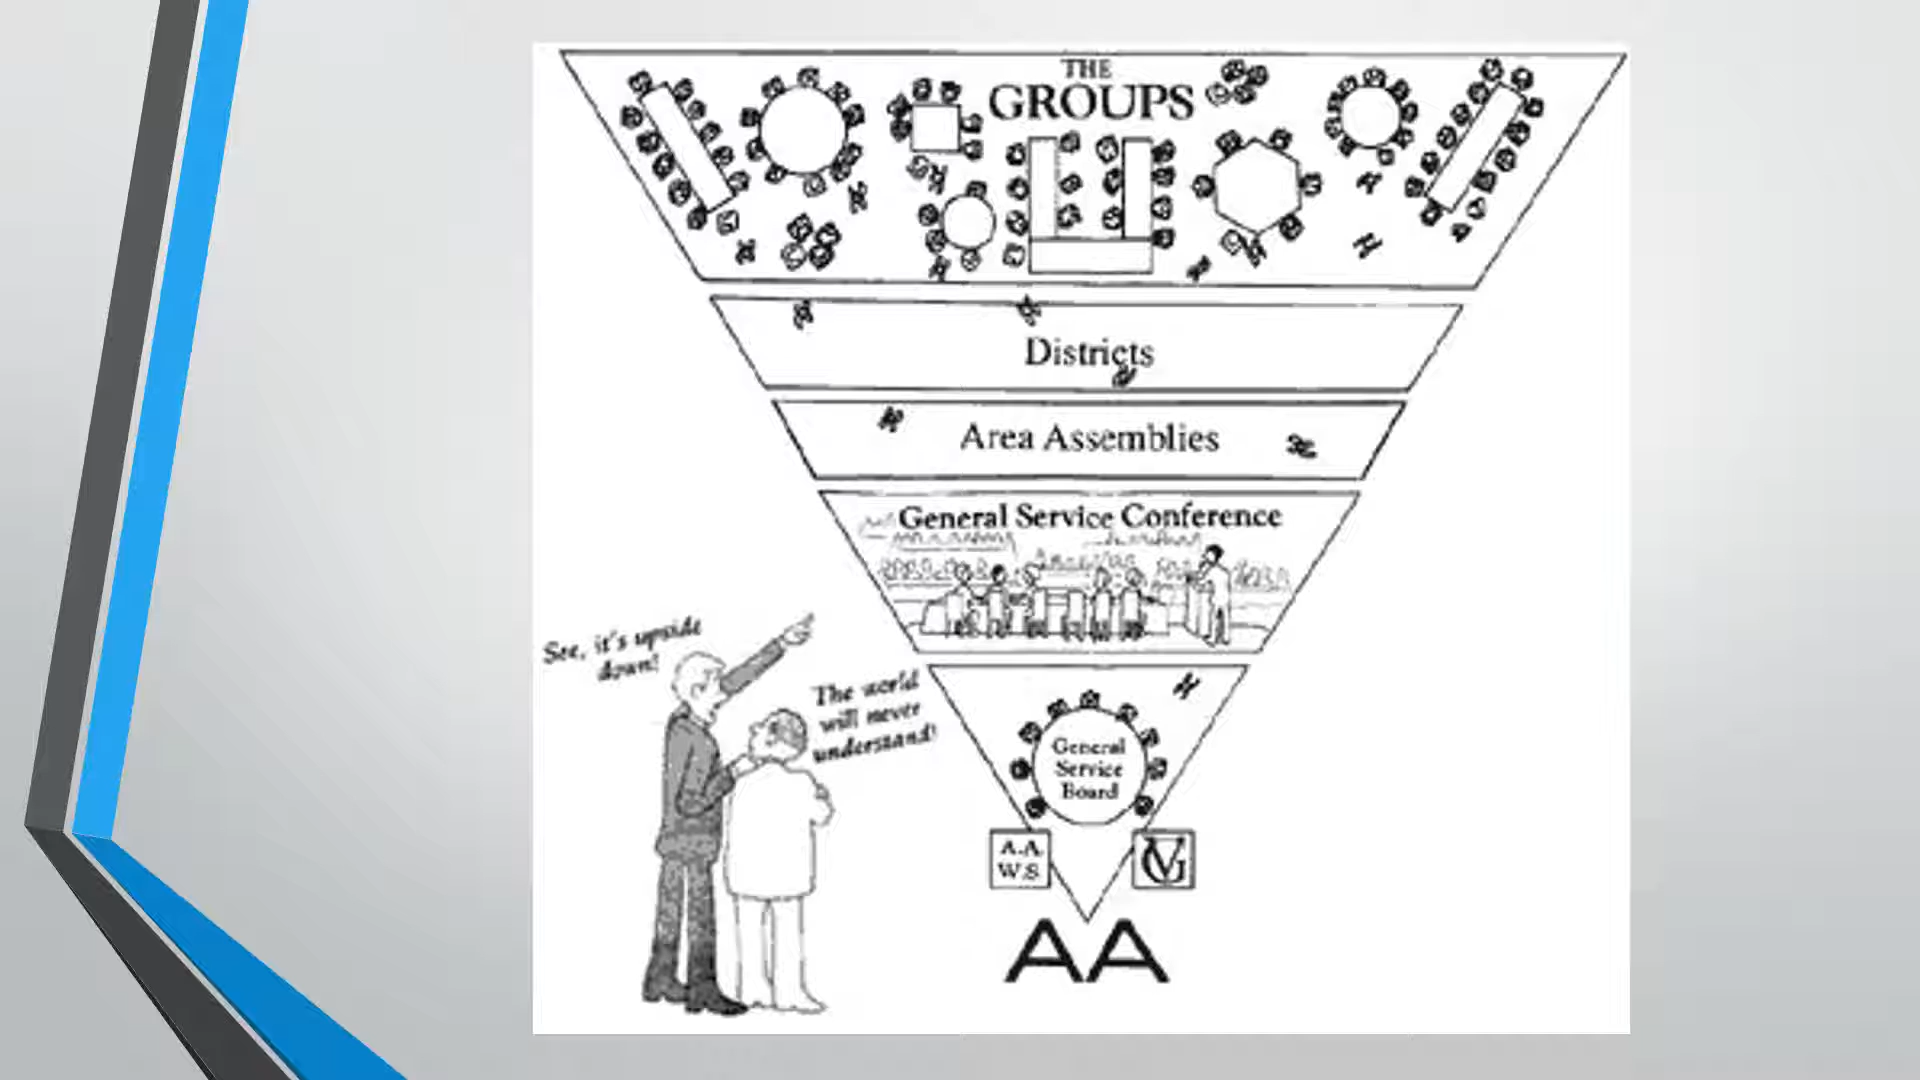 THE
GROUPS
Districts
Area Assemblies
General Service Conference
See, it's upside
down!
The world
will never
understand!
General
Service
Board
A.A.
W.S.
GV
AA